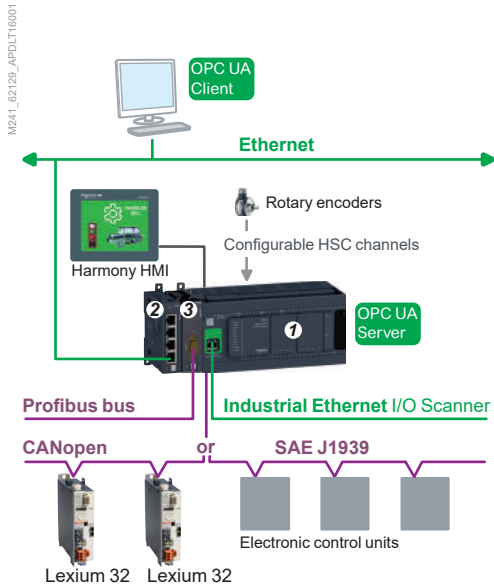 M241_62129_APDLT16001
OPC UA
Client
Ethernet
Rotary encoders
Configurable HSC channels
Harmony HMI
2
3
1
OPC UA
Server
Profibus bus
Industrial Ethernet I/O Scanner
CANopen
or
SAE J1939
Electronic control units
Lexium 32
Lexium 32